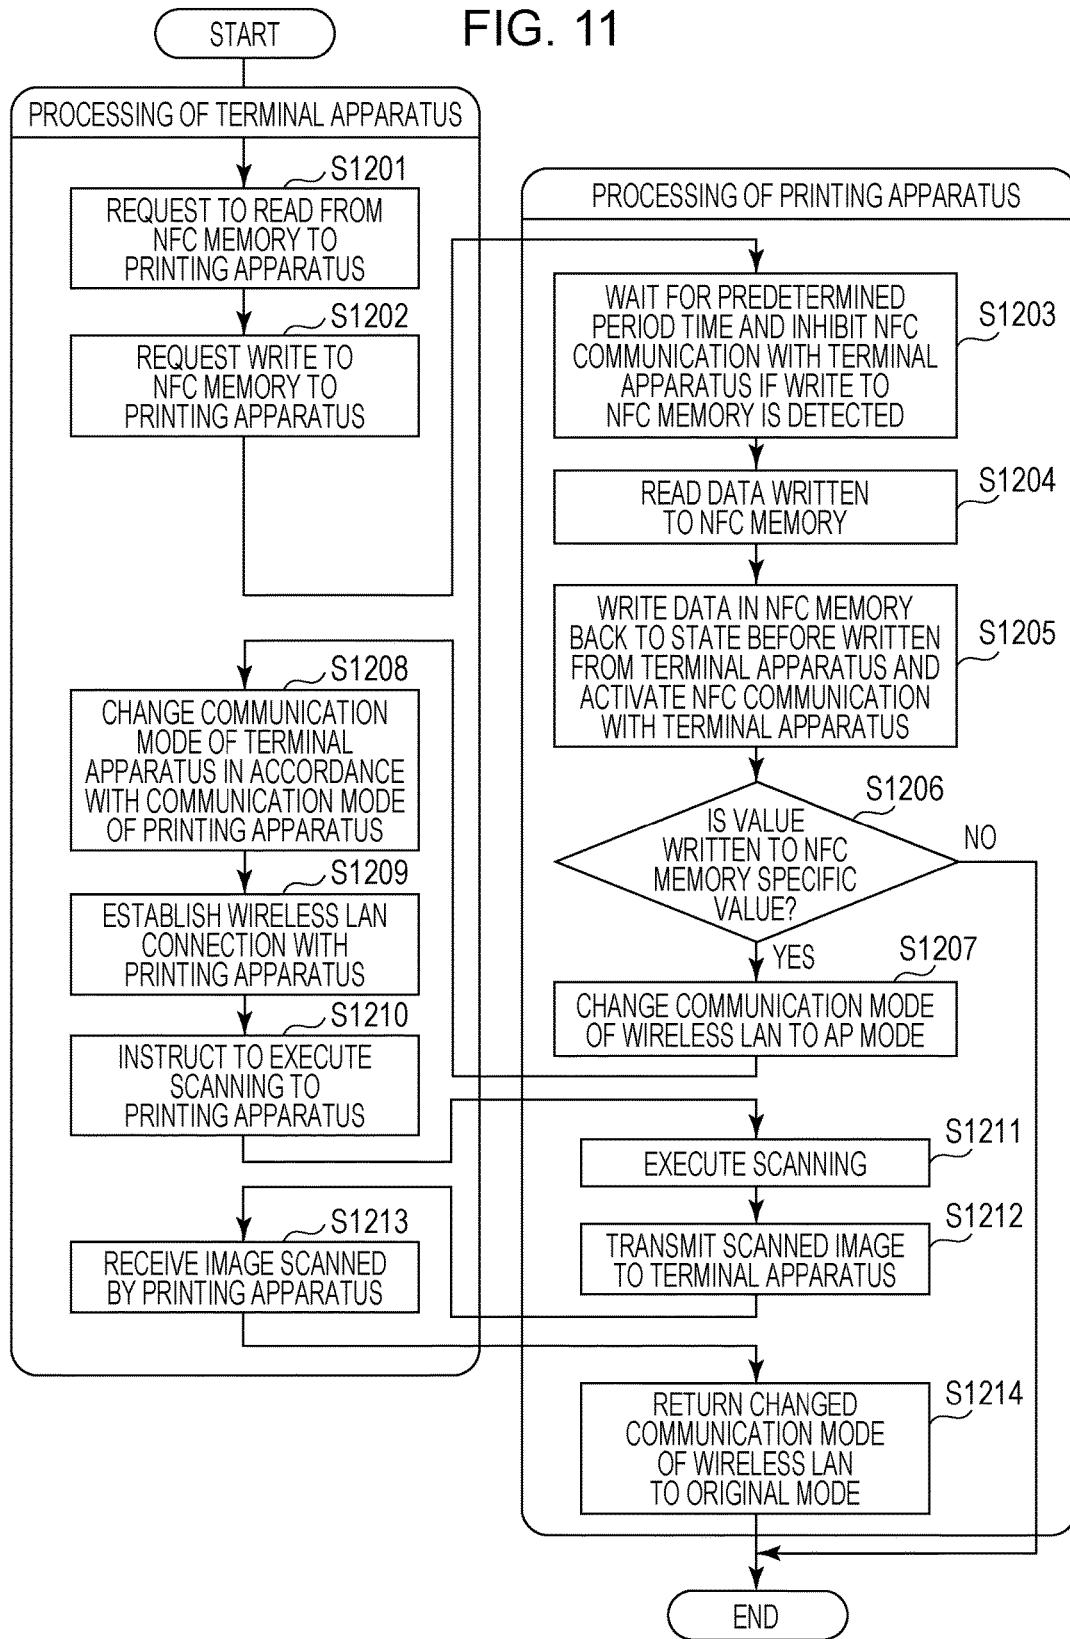 FIG. 11
START
PROCESSING OF TERMINAL APPARATUS
S1201
REQUEST TO READ FROM
NFC MEMORY TO
PRINTING APPARATUS
S1202
REQUEST WRITE TO
NFC MEMORY TO
PRINTING APPARATUS
PROCESSING OF PRINTING APPARATUS
S1203
WAIT FOR PREDETERMINED
PERIOD TIME AND INHIBIT NFC
COMMUNICATION WITH TERMINAL
APPARATUS IF WRITE TO
NFC MEMORY IS DETECTED
S1204
READ DATA WRITTEN
TO NFC MEMORY
S1205
WRITE DATA IN NFC MEMORY
BACK TO STATE BEFORE WRITTEN
FROM TERMINAL APPARATUS AND
ACTIVATE NFC COMMUNICATION
WITH TERMINAL APPARATUS
S1206
IS VALUE
WRITTEN TO NFC
MEMORY SPECIFIC
VALUE?
NO
YES
S1207
CHANGE COMMUNICATION MODE
OF WIRELESS LAN TO AP MODE
S1208
CHANGE COMMUNICATION
MODE OF TERMINAL
APPARATUS IN ACCORDANCE
WITH COMMUNICATION MODE
OF PRINTING APPARATUS
S1209
ESTABLISH WIRELESS LAN
CONNECTION WITH
PRINTING APPARATUS
S1210
INSTRUCT TO EXECUTE
SCANNING TO
PRINTING APPARATUS
S1211
EXECUTE SCANNING
S1212
TRANSMIT SCANNED IMAGE
TO TERMINAL APPARATUS
S1213
RECEIVE IMAGE SCANNED
BY PRINTING APPARATUS
S1214
RETURN CHANGED
COMMUNICATION MODE
OF WIRELESS LAN
TO ORIGINAL MODE
END